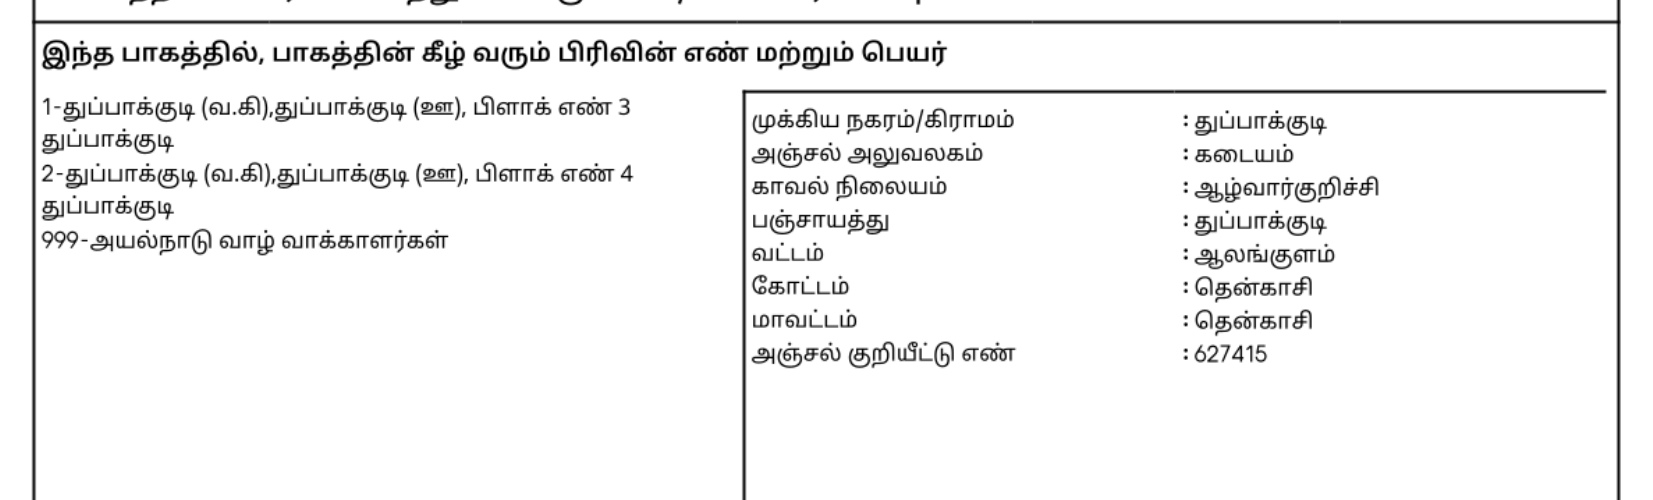 இந்த பாகத்தில், பாகத்தின் கீழ் வரும் பிரிவின் எண் மற்றும் பெயர்
1-துப்பாக்குடி (வ.கி),துப்பாக்குடி (ஊ), பிளாக் எண் 3
துப்பாக்குடி
2-துப்பாக்குடி (வ.கி),துப்பாக்குடி (ஊ), பிளாக் எண் 4
துப்பாக்குடி
999-அயல்நாடு வாழ் வாக்காளர்கள்
முக்கிய நகரம்/கிராமம் : துப்பாக்குடி
அஞ்சல் அலுவலகம் : கடையம்
காவல் நிலையம் : ஆழ்வார்குறிச்சி
பஞ்சாயத்து : துப்பாக்குடி
வட்டம் : ஆலங்குளம்
கோட்டம் : தென்காசி
மாவட்டம் : தென்காசி
அஞ்சல் குறியீட்டு எண் : 627415